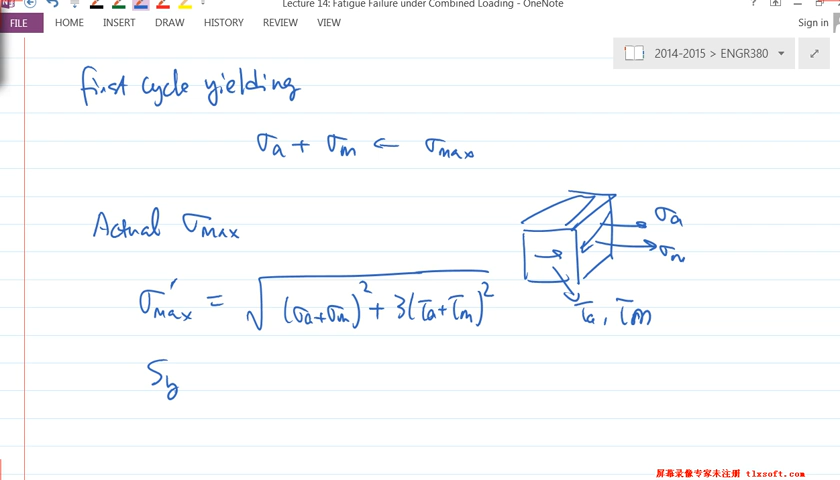 Lecture 14: Fatigue Failure under Combined Loading - OneNote
? 
FILE HOME INSERT DRAW HISTORY REVIEW VIEW Sign in
2014-2015 > ENGR380
first cycle yielding
σa + σm ← σmax
Actual σmax
σa
σm
σ'max = √((σa+σm)² + 3(τa+τm)²)
τa, τm
Sy
屏幕录像专家未注册 tlxsoft.com